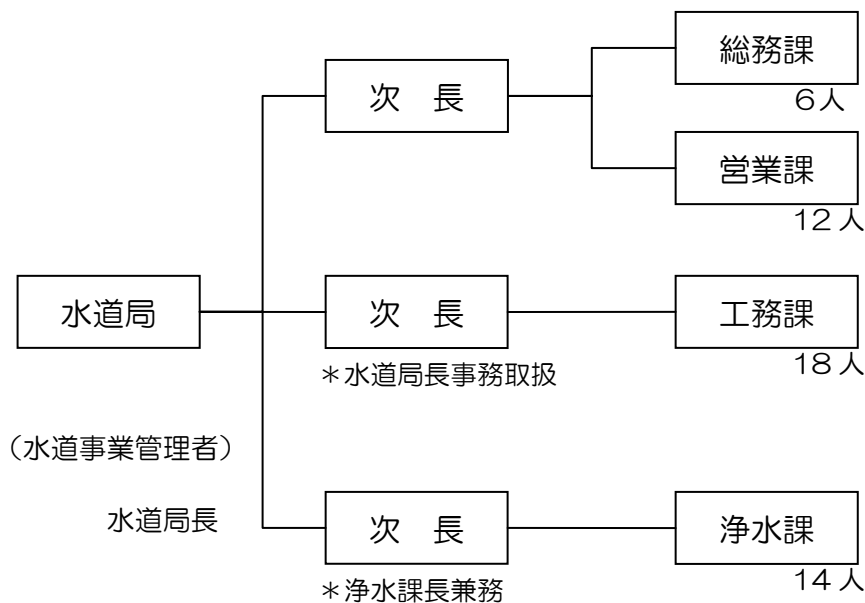 総務課
6人
次　長
営業課
12人
水道局
次　長
工務課
18人
＊水道局長事務取扱
（水道事業管理者）
水道局長
次　長
浄水課
14人
＊浄水課長兼務